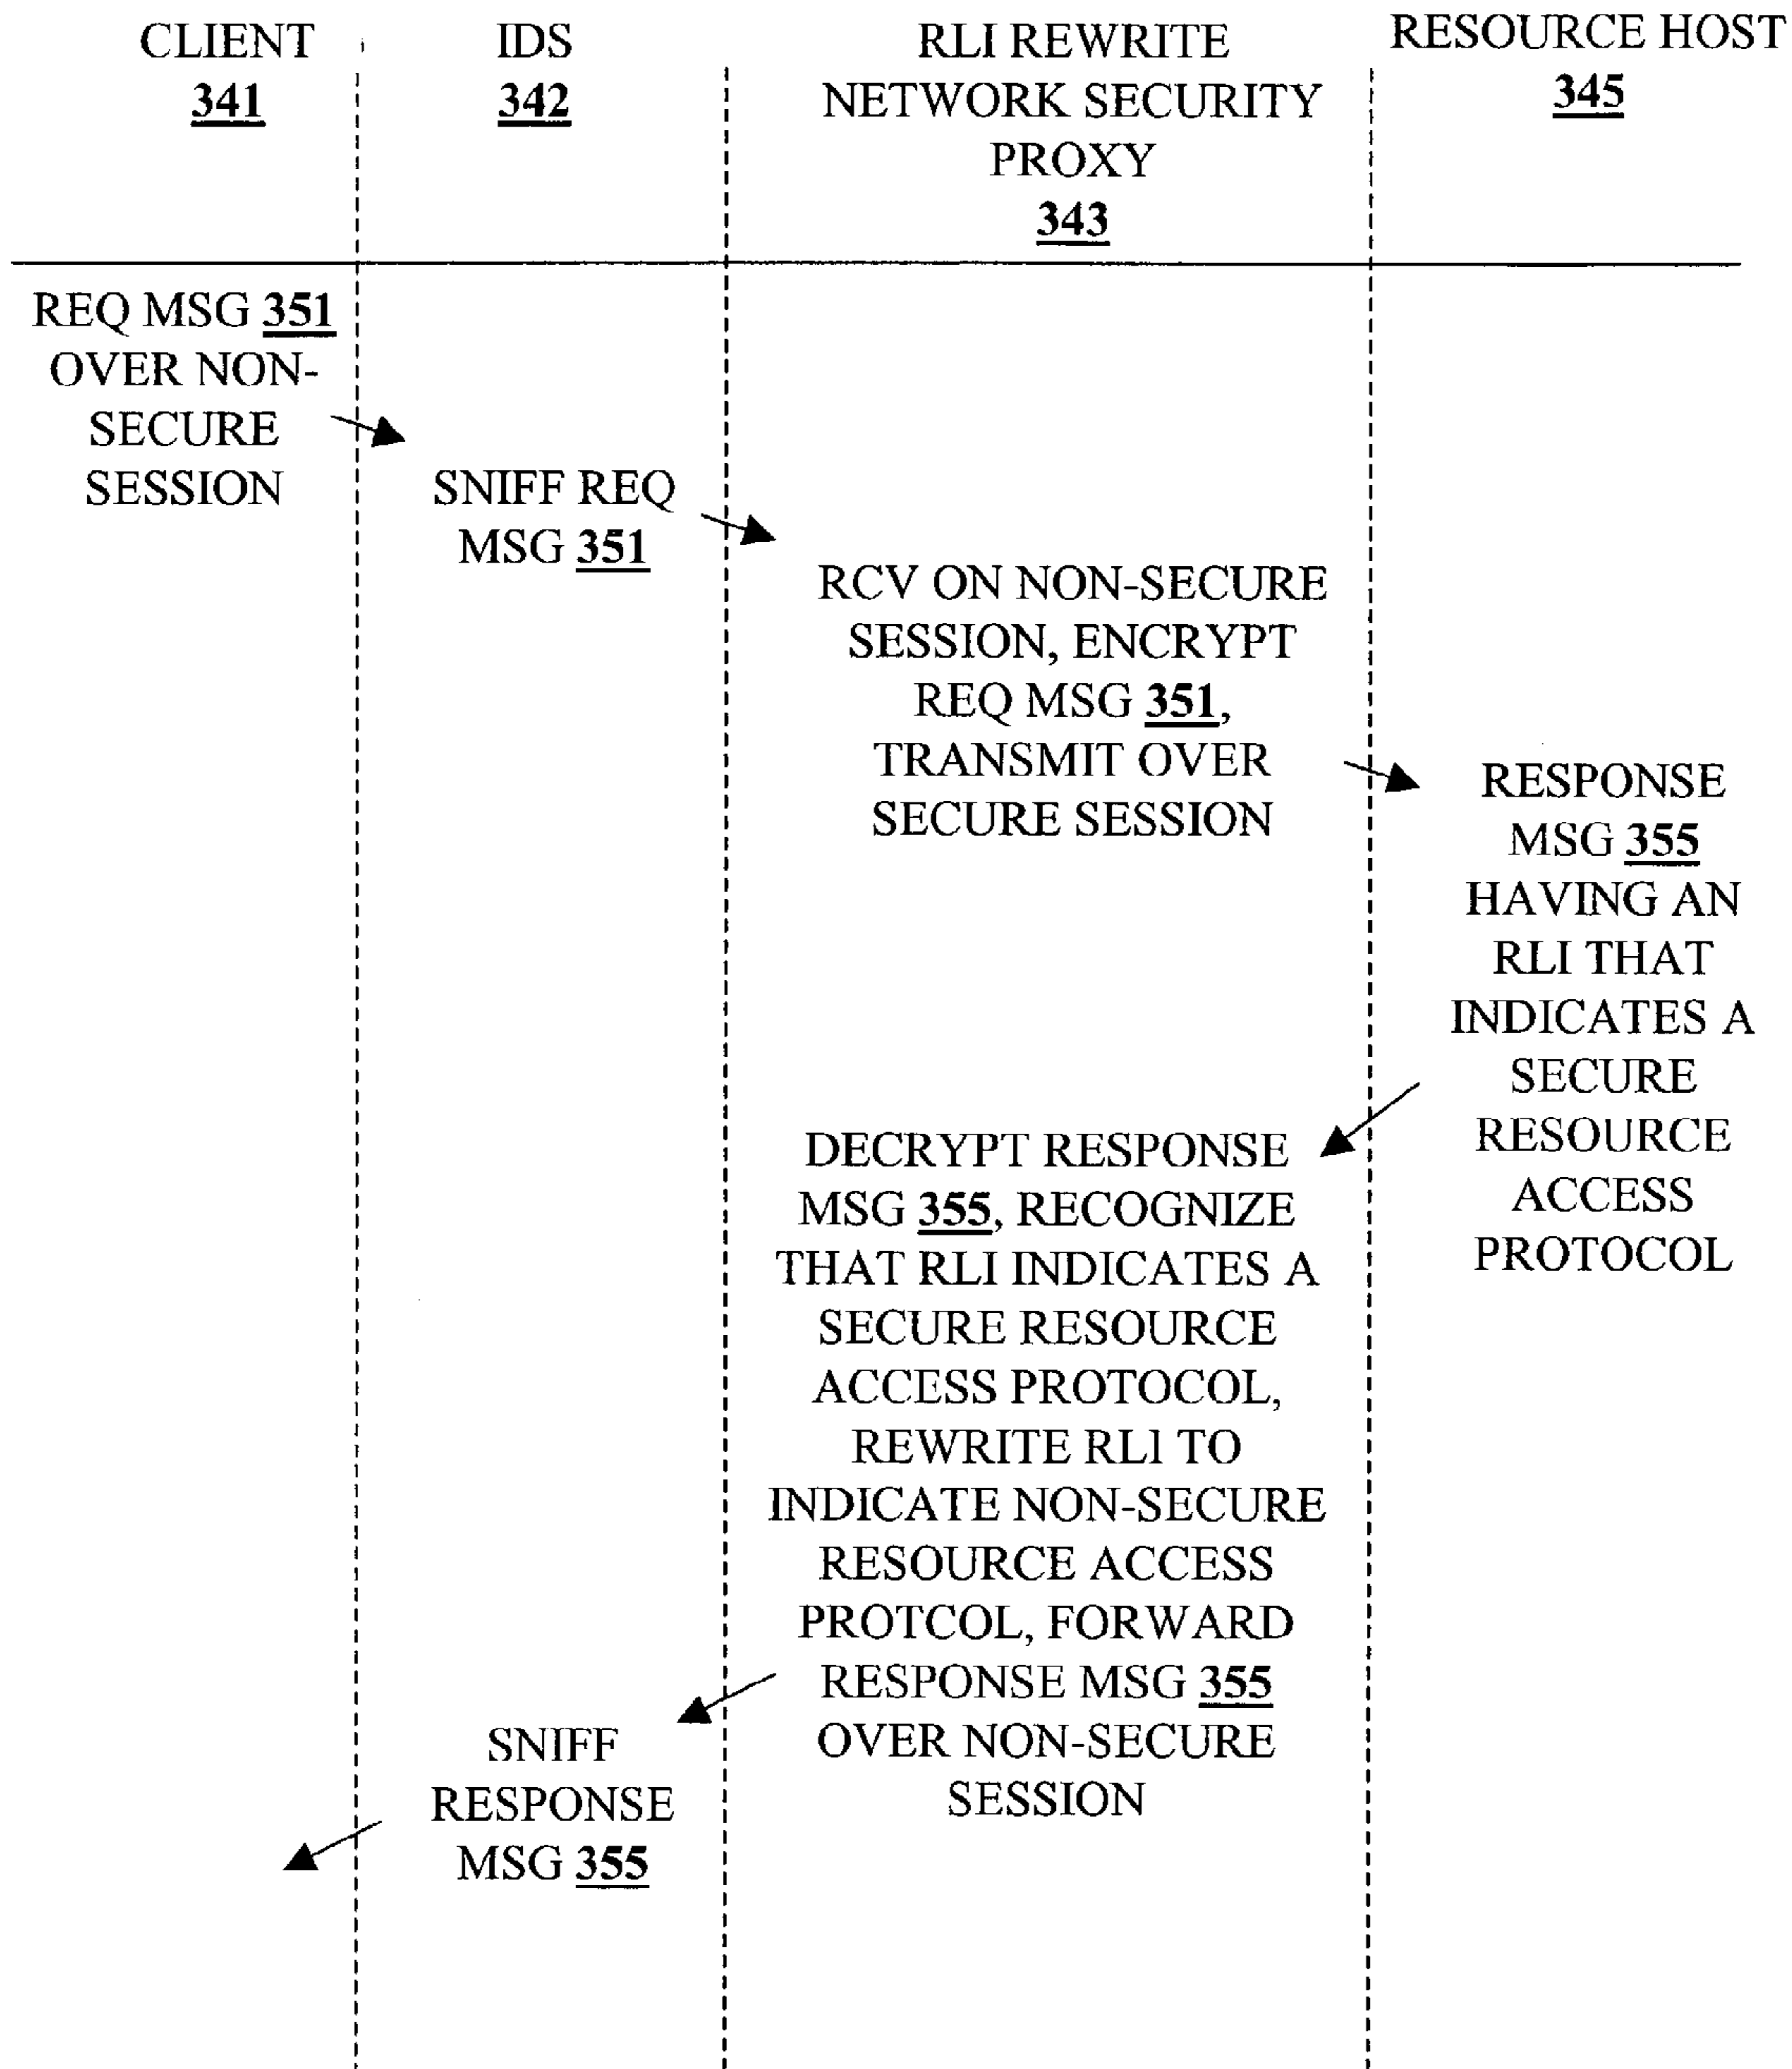 CLIENT
341
IDS
342
RLI REWRITE
NETWORK SECURITY
PROXY
343
RESOURCE HOST
345
REQ MSG 351
OVER NON-
SECURE
SESSION
SNIFF REQ
MSG 351
RCV ON NON-SECURE
SESSION, ENCRYPT
REQ MSG 351,
TRANSMIT OVER
SECURE SESSION
RESPONSE
MSG 355
HAVING AN
RLI THAT
INDICATES A
SECURE
RESOURCE
ACCESS
PROTOCOL
DECRYPT RESPONSE
MSG 355, RECOGNIZE
THAT RLI INDICATES A
SECURE RESOURCE
ACCESS PROTOCOL,
REWRITE RLI TO
INDICATE NON-SECURE
RESOURCE ACCESS
PROTCOL, FORWARD
RESPONSE MSG 355
OVER NON-SECURE
SESSION
SNIFF
RESPONSE
MSG 355